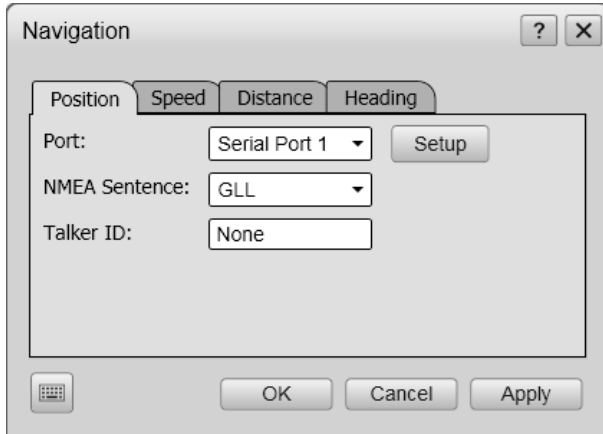 Navigation ?
Position Speed Distance Heading
Port: Serial Port 1 Setup
NMEA Sentence: GLL
Talker ID: None
OK Cancel Apply